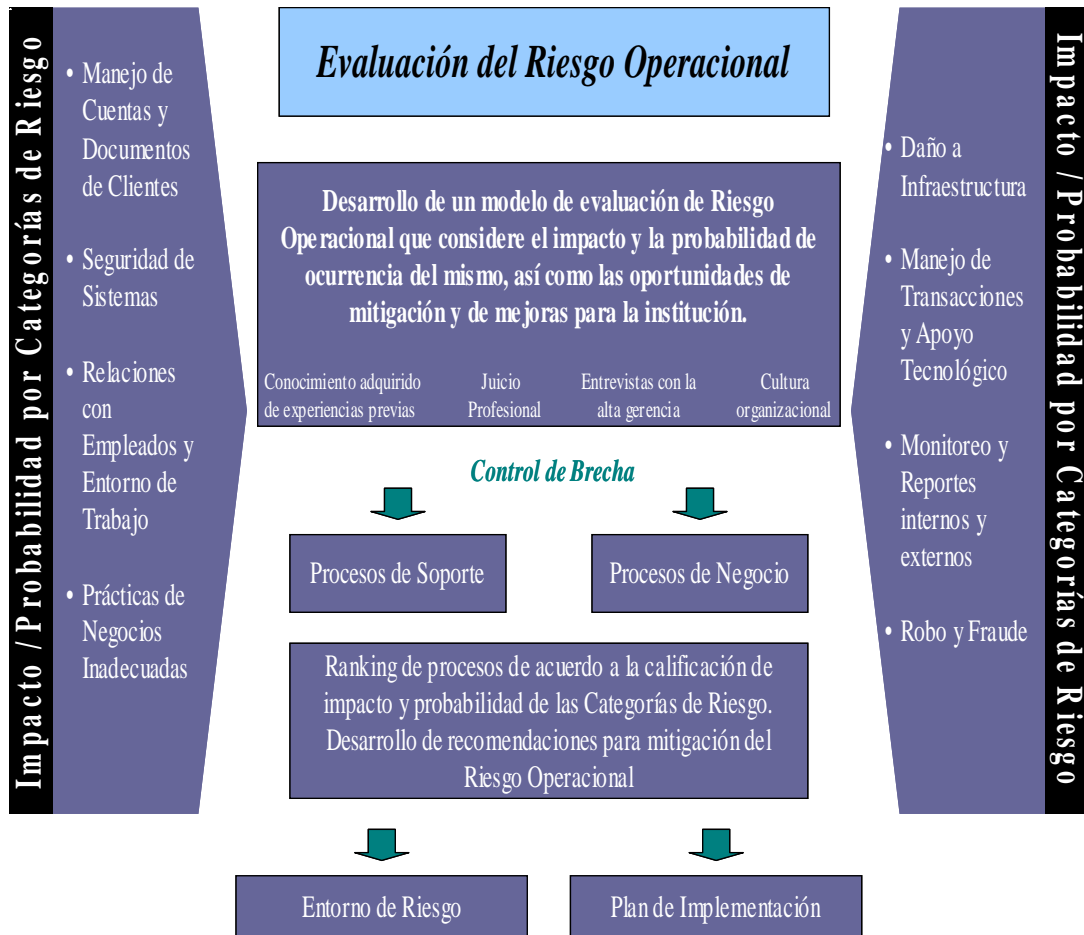 Impacto / Probabilidad por Categorías de Riesgo
• Manejo de
Cuentas y
Documentos
de Clientes
• Seguridad de
Sistemas
• Relaciones
con
Empleados y
Entorno de
Trabajo
• Prácticas de
Negocios
Inadecuadas
Evaluación del Riesgo Operacional
Desarrollo de un modelo de evaluación de Riesgo
Operacional que considere el impacto y la probabilidad de
ocurrencia del mismo, así como las oportunidades de
mitigación y de mejoras para la institución.
Conocimiento adquirido
de experiencias previas
Juicio
Profesional
Entrevistas con la
alta gerencia
Cultura
organizacional
Control de Brecha
Procesos de Soporte
Procesos de Negocio
Ranking de procesos de acuerdo a la calificación de
impacto y probabilidad de las Categorías de Riesgo.
Desarrollo de recomendaciones para mitigación del
Riesgo Operacional
Entorno de Riesgo
Plan de Implementación
• Daño a
Infraestructura
• Manejo de
Transacciones
y Apoyo
Tecnológico
• Monitoreo y
Reportes
internos y
externos
• Robo y Fraude
Impacto / Probabilidad por Categorías de Riesgo